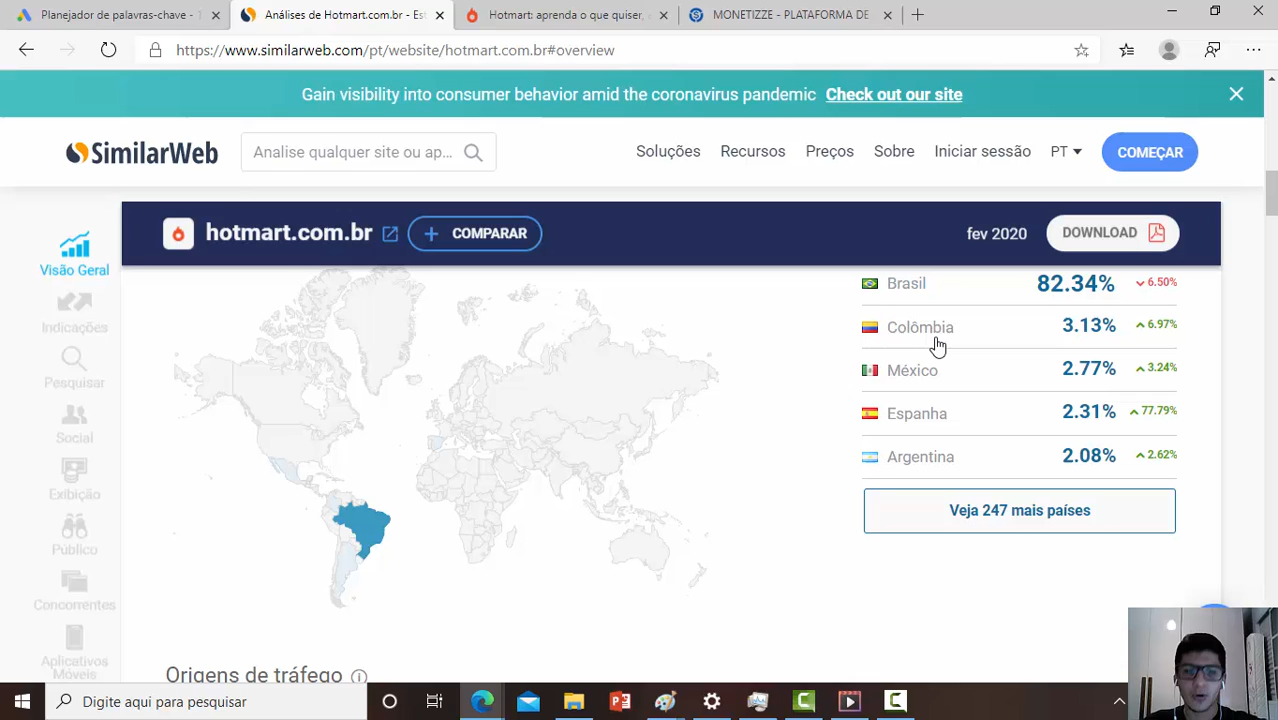 Planejador de palavras-chave - 1
Análises de Hotmart.com.br - Est
Hotmart: aprenda o que quiser,
MONETIZZE - PLATAFORMA DE
https://www.similarweb.com/pt/website/hotmart.com.br#overview
Gain visibility into consumer behavior amid the coronavirus pandemic Check out our site
SimilarWeb
Analise qualquer site ou ap...
Soluções
Recursos
Preços
Sobre
Iniciar sessão
PT
COMEÇAR
hotmart.com.br
+ COMPARAR
fev 2020
DOWNLOAD
Visão Geral
Indicações
Pesquisar
Social
Exibição
Público
Concorrentes
Aplicativos
Móveis
Brasil 82.34% 6.50%
Colômbia 3.13% 6.97%
México 2.77% 3.24%
Espanha 2.31% 77.79%
Argentina 2.08% 2.62%
Veja 247 mais países
Origens de tráfego
Digite aqui para pesquisar